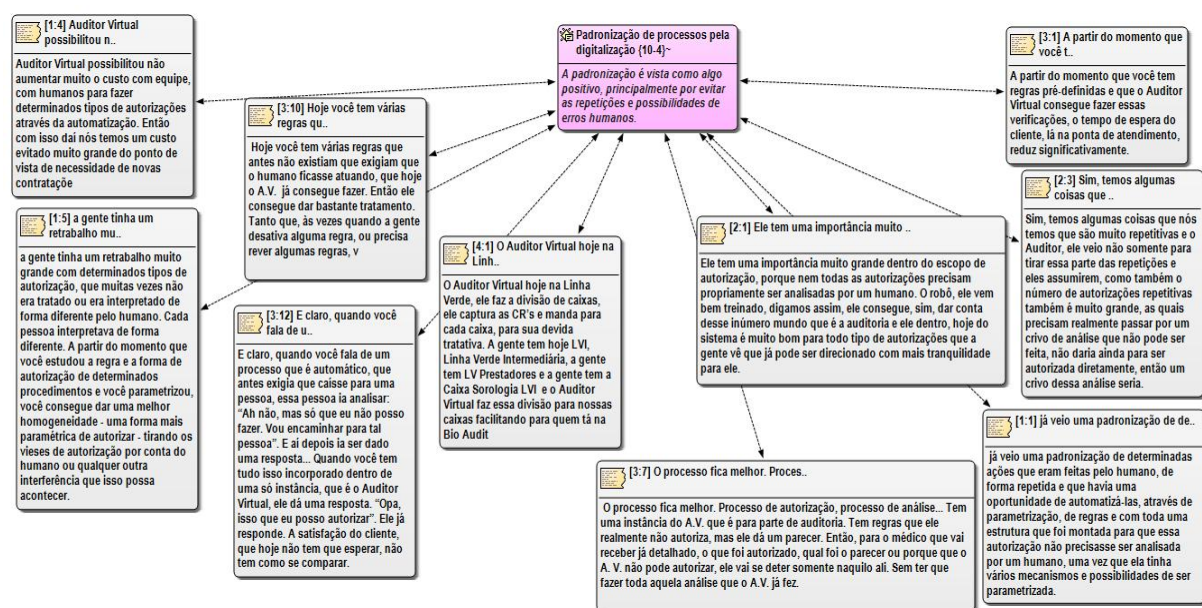 [1:4] Auditor Virtual
possibilitou n..
Auditor Virtual possibilitou não
aumentar muito o custo com equipe,
com humanos para fazer
determinados tipos de autorizações
através da automatização. Então
com isso daí nós temos um custo
evitado muito grande do ponto de
vista de necessidade de novas
contrataçõe
[3:10] Hoje você tem várias
regras qu..
Hoje você tem várias regras que
antes não existiam que exigiam que
o humano ficasse atuando, que hoje
o A.V. já consegue fazer. Então ele
consegue dar bastante tratamento.
Tanto que, às vezes quando a gente
desativa alguma regra, ou precisa
rever algumas regras, v
Padronização de processos pela
digitalização {10-4}~
A padronização é vista como algo
positivo, principalmente por evitar
as repetições e possibilidades de
erros humanos.
[3:1] A partir do momento que
você t..
A partir do momento que você tem
regras pré-definidas e que o Auditor
Virtual consegue fazer essas
verificações, o tempo de espera do
cliente, lá na ponta de atendimento,
reduz significativamente.
[1:5] a gente tinha um
retrabalho mu..
a gente tinha um retrabalho muito
grande com determinados tipos de
autorização, que muitas vezes não
era tratado ou era interpretado de
forma diferente pelo humano. Cada
pessoa interpretava de forma
diferente. A partir do momento que
você estudou a regra e a forma de
autorização de determinados
procedimentos e você parametrizou,
você consegue dar uma melhor
homogeneidade - uma forma mais
paramétrica de autorizar - tirando os
vieses de autorização por conta do
humano ou qualquer outra
interferência que isso possa
acontecer.
[3:12] E claro, quando você
fala de u..
E claro, quando você fala de um
processo que é automático, que
antes exigia que caisse para uma
pessoa, essa pessoa ia analisar:
“Ah não, mas só que eu não posso
fazer. Vou encaminhar para tal
pessoa”. E aí depois ia ser dado
uma resposta... Quando você tem
tudo isso incorporado dentro de
uma só instância, que é o Auditor
Virtual, ele dá uma resposta. “Opa,
isso que eu posso autorizar”. Ele já
responde. A satisfação do cliente,
que hoje não tem que esperar, não
tem como se comparar.
[4:1] O Auditor Virtual hoje na
Linh..
O Auditor Virtual hoje na Linha
Verde, ele faz a divisão de caixas,
ele captura as CR's e manda para
cada caixa, para sua devida
tratativa. A gente tem hoje LVI,
Linha Verde Intermediária, a gente
tem LV Prestadores e a gente tem a
Caixa Sorologia LVI e o Auditor
Virtual faz essa divisão para nossas
caixas facilitando para quem tá na
Bio Audit
[2:1] Ele tem uma importância muito ..
Ele tem uma importância muito grande dentro do escopo de
autorização, porque nem todas as autorizações precisam
propriamente ser analisadas por um humano. O robô, ele vem
bem treinado, digamos assim, ele consegue, sim, dar conta
desse inúmero mundo que é a auditoria e ele dentro, hoje do
sistema é muito bom para todo tipo de autorizações que a
gente vê que já pode ser direcionado com mais tranquilidade
para ele.
[2:3] Sim, temos algumas
coisas que ..
Sim, temos algumas coisas que nós
temos que são muito repetitivas e o
Auditor, ele veio não somente para
tirar essa parte das repetições e
eles assumirem, como também o
número de autorizações repetitivas
também é muito grande, as quais
precisam realmente passar por um
crivo de análise que não pode ser
feita, não daria ainda para ser
autorizada diretamente, então um
crivo dessa análise seria.
[3:7] O processo fica melhor. Proces..
O processo fica melhor. Processo de autorização, processo de análise... Tem
uma instância do A.V. que é para parte de auditoria. Tem regras que ele
realmente não autoriza, mas ele dá um parecer. Então, para o médico que vai
receber já detalhado, o que foi autorizado, qual foi o parecer ou porque que o
A. V. não pode autorizar, ele vai se deter somente naquilo ali. Sem ter que
fazer toda aquela análise que o A.V. já fez.
[1:1] já veio uma padronização de de..
já veio uma padronização de determinadas
ações que eram feitas pelo humano, de
forma repetida e que havia uma
oportunidade de automatizá-las, através de
parametrização, de regras e com toda uma
estrutura que foi montada para que essa
autorização não precisasse ser analisada
por um humano, uma vez que ela tinha
vários mecanismos e possibilidades de ser
parametrizada.